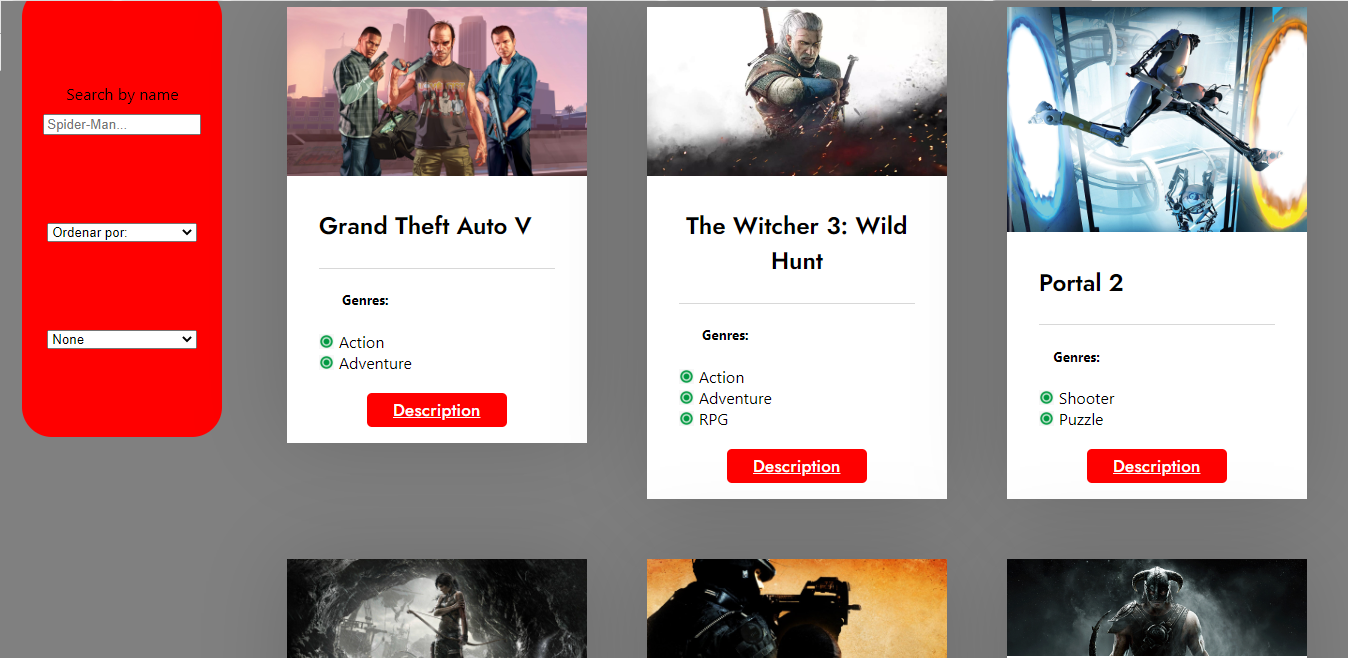 Search by name
Spider-Man...
Ordenar por:
None
Grand Theft Auto V
Genres:
Action
Adventure
Description
The Witcher 3: Wild
Hunt
Genres:
Action
Adventure
RPG
Description
Portal 2
Genres:
Shooter
Puzzle
Description